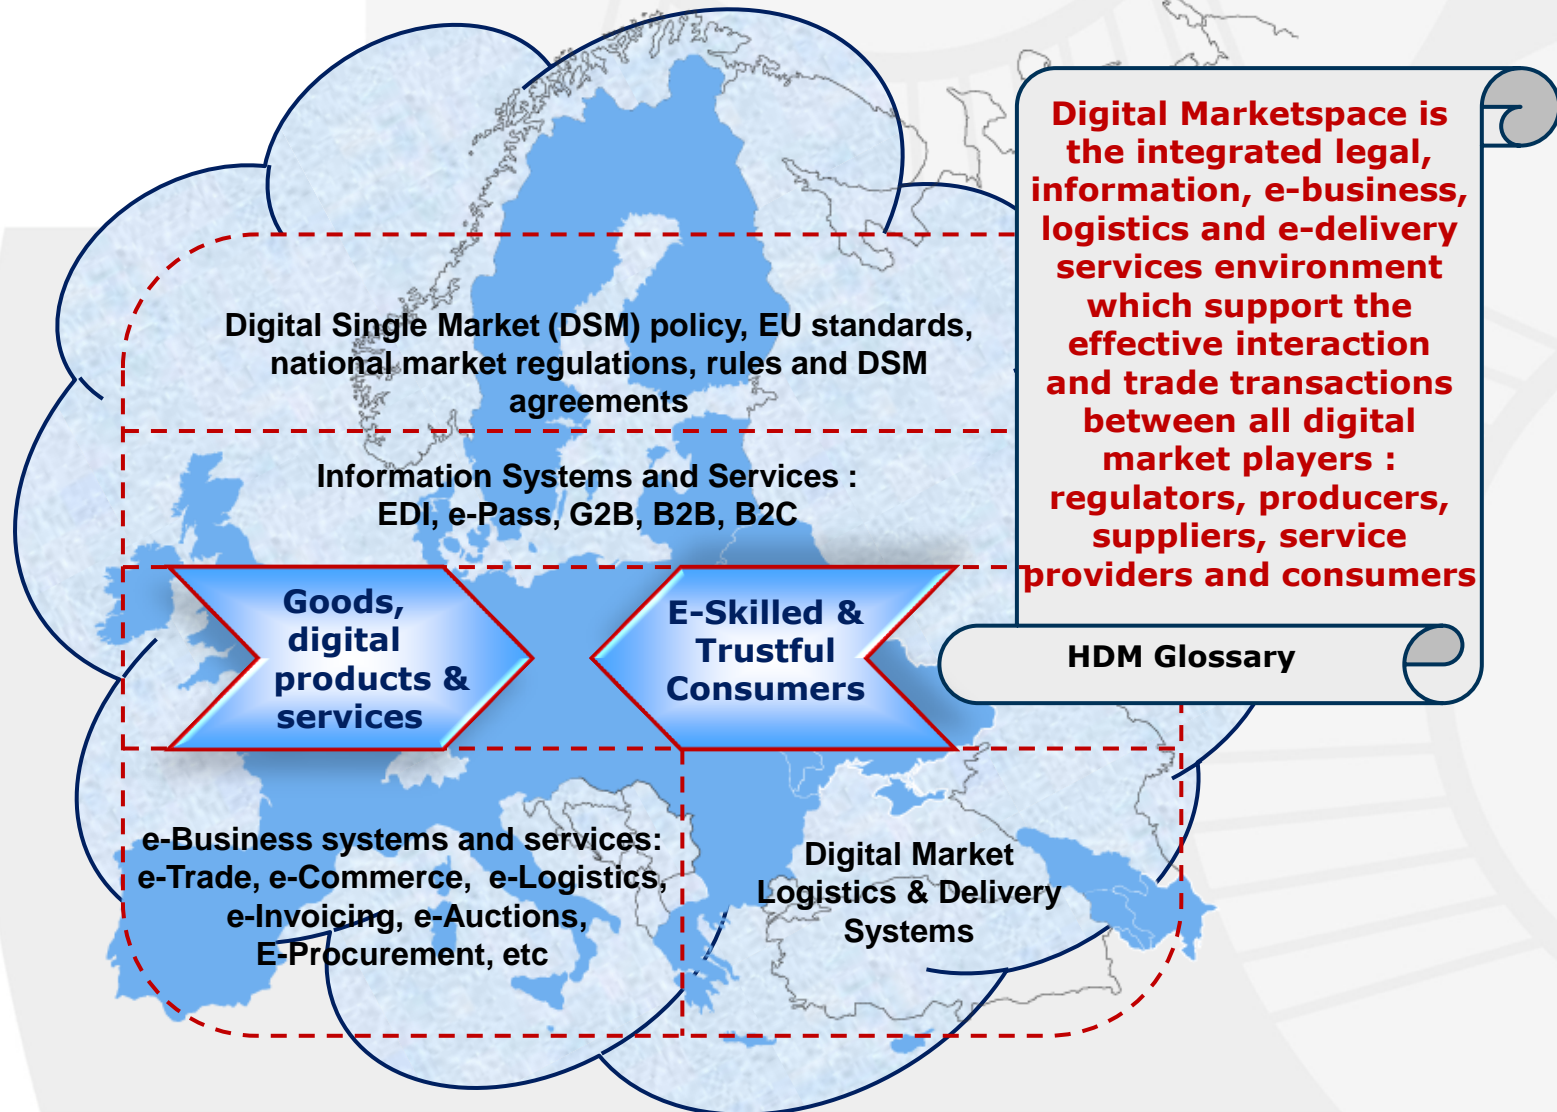 Digital Marketspace is
the integrated legal,
information, e-business,
logistics and e-delivery
services environment
which support the
effective interaction
and trade transactions
between all digital
market players :
regulators, producers,
suppliers, service
providers and consumers
HDM Glossary
Digital Single Market (DSM) policy, EU standards,
national market regulations, rules and DSM
agreements
Information Systems and Services :
EDI, e-Pass, G2B, B2B, B2C
Goods,
digital
products &
services
E-Skilled &
Trustful
Consumers
e-Business systems and services:
e-Trade, e-Commerce, e-Logistics,
e-Invoicing, e-Auctions,
E-Procurement, etc
Digital Market
Logistics & Delivery
Systems